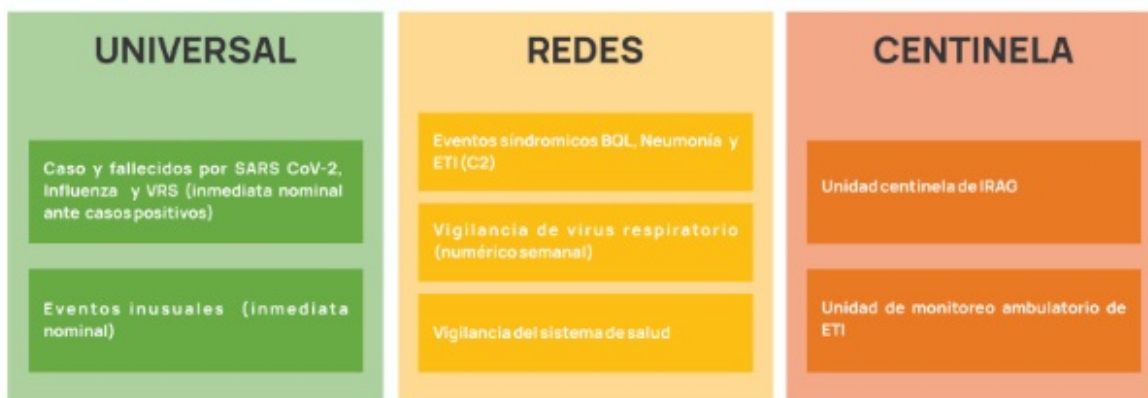 UNIVERSAL
Caso y fallecidos por SARS CoV-2,
Influenza y VRS (inmediata nominal
ante casos positivos)
Eventos inusuales (inmediata
nominal)
REDES
Eventos síndromicos BQL, Neumonía y
ETI (C2)
Vigilancia de virus respiratorio
(numérico semanal)
Vigilancia del sistema de salud
CENTINELA
Unidad centinela de IRAG
Unidad de monitoreo ambulatorio de
ETI